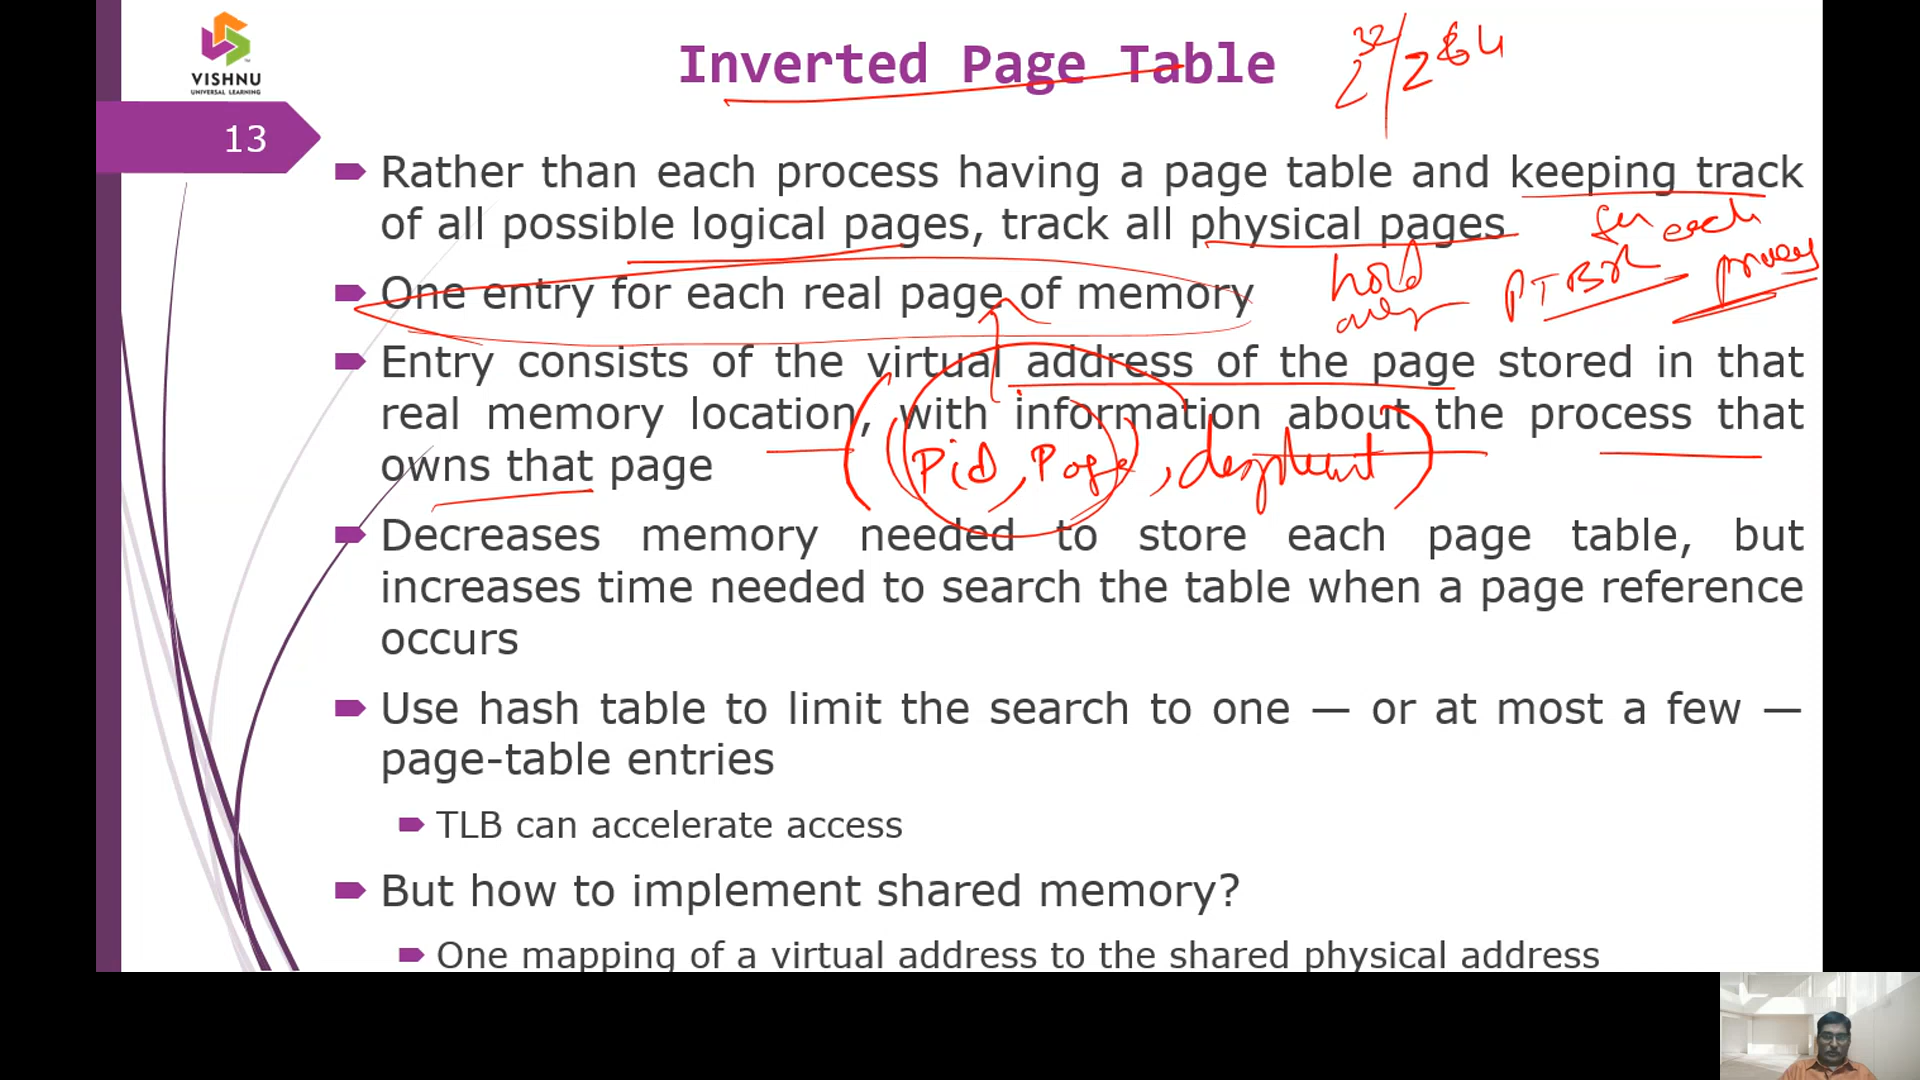 VISHNU
UNIVERSAL LEARNING
Inverted Page Table
2^32 / 2^64
13
Rather than each process having a page table and keeping track
of all possible logical pages, track all physical pages
for each
process
PTBR
hold
One entry for each real page of memory
Entry consists of the virtual address of the page stored in that
real memory location, with information about the process that
owns that page
((Pid, Page),
Decreases memory needed to store each page table, but
increases time needed to search the table when a page reference
occurs
Use hash table to limit the search to one — or at most a few —
page-table entries
TLB can accelerate access
But how to implement shared memory?
One mapping of a virtual address to the shared physical address